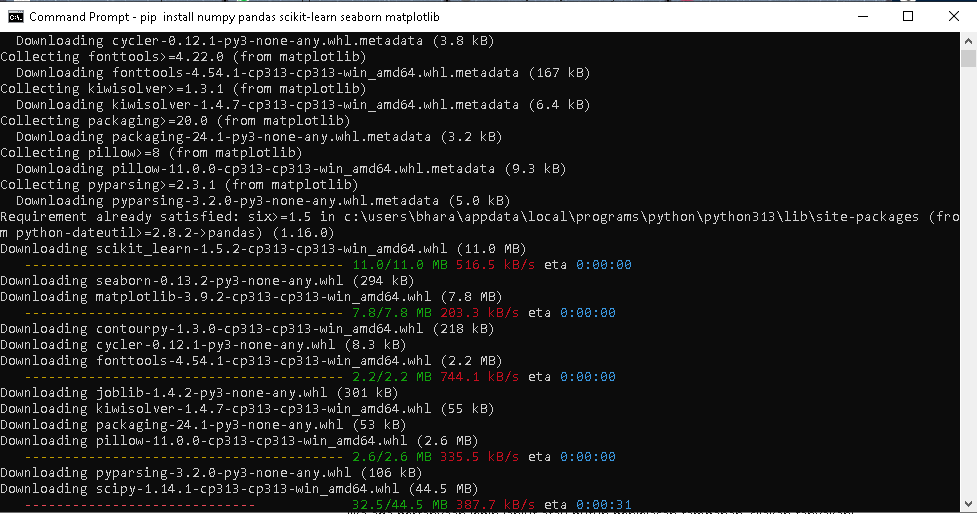 Command Prompt - pip  install numpy pandas scikit-learn seaborn matplotlib
  Downloading cycler-0.12.1-py3-none-any.whl.metadata (3.8 kB)
Collecting fonttools>=4.22.0 (from matplotlib)
  Downloading fonttools-4.54.1-cp313-cp313-win_amd64.whl.metadata (167 kB)
Collecting kiwisolver>=1.3.1 (from matplotlib)
  Downloading kiwisolver-1.4.7-cp313-cp313-win_amd64.whl.metadata (6.4 kB)
Collecting packaging>=20.0 (from matplotlib)
  Downloading packaging-24.1-py3-none-any.whl.metadata (3.2 kB)
Collecting pillow>=8 (from matplotlib)
  Downloading pillow-11.0.0-cp313-cp313-win_amd64.whl.metadata (9.3 kB)
Collecting pyparsing>=2.3.1 (from matplotlib)
  Downloading pyparsing-3.2.0-py3-none-any.whl.metadata (5.0 kB)
Requirement already satisfied: six>=1.5 in c:\users\bhara\appdata\local\programs\python\python313\lib\site-packages (fro
m python-dateutil>=2.8.2->pandas) (1.16.0)
Downloading scikit_learn-1.5.2-cp313-cp313-win_amd64.whl (11.0 MB)
   ---------------------------------------- 11.0/11.0 MB 516.5 kB/s eta 0:00:00
Downloading seaborn-0.13.2-py3-none-any.whl (294 kB)
Downloading matplotlib-3.9.2-cp313-cp313-win_amd64.whl (7.8 MB)
   ---------------------------------------- 7.8/7.8 MB 203.3 kB/s eta 0:00:00
Downloading contourpy-1.3.0-cp313-cp313-win_amd64.whl (218 kB)
Downloading cycler-0.12.1-py3-none-any.whl (8.3 kB)
Downloading fonttools-4.54.1-cp313-cp313-win_amd64.whl (2.2 MB)
   ---------------------------------------- 2.2/2.2 MB 744.1 kB/s eta 0:00:00
Downloading joblib-1.4.2-py3-none-any.whl (301 kB)
Downloading kiwisolver-1.4.7-cp313-cp313-win_amd64.whl (55 kB)
Downloading packaging-24.1-py3-none-any.whl (53 kB)
Downloading pillow-11.0.0-cp313-cp313-win_amd64.whl (2.6 MB)
   ---------------------------------------- 2.6/2.6 MB 335.5 kB/s eta 0:00:00
Downloading pyparsing-3.2.0-py3-none-any.whl (106 kB)
Downloading scipy-1.14.1-cp313-cp313-win_amd64.whl (44.5 MB)
   ----------------------------- 32.5/44.5 MB 387.7 kB/s eta 0:00:31